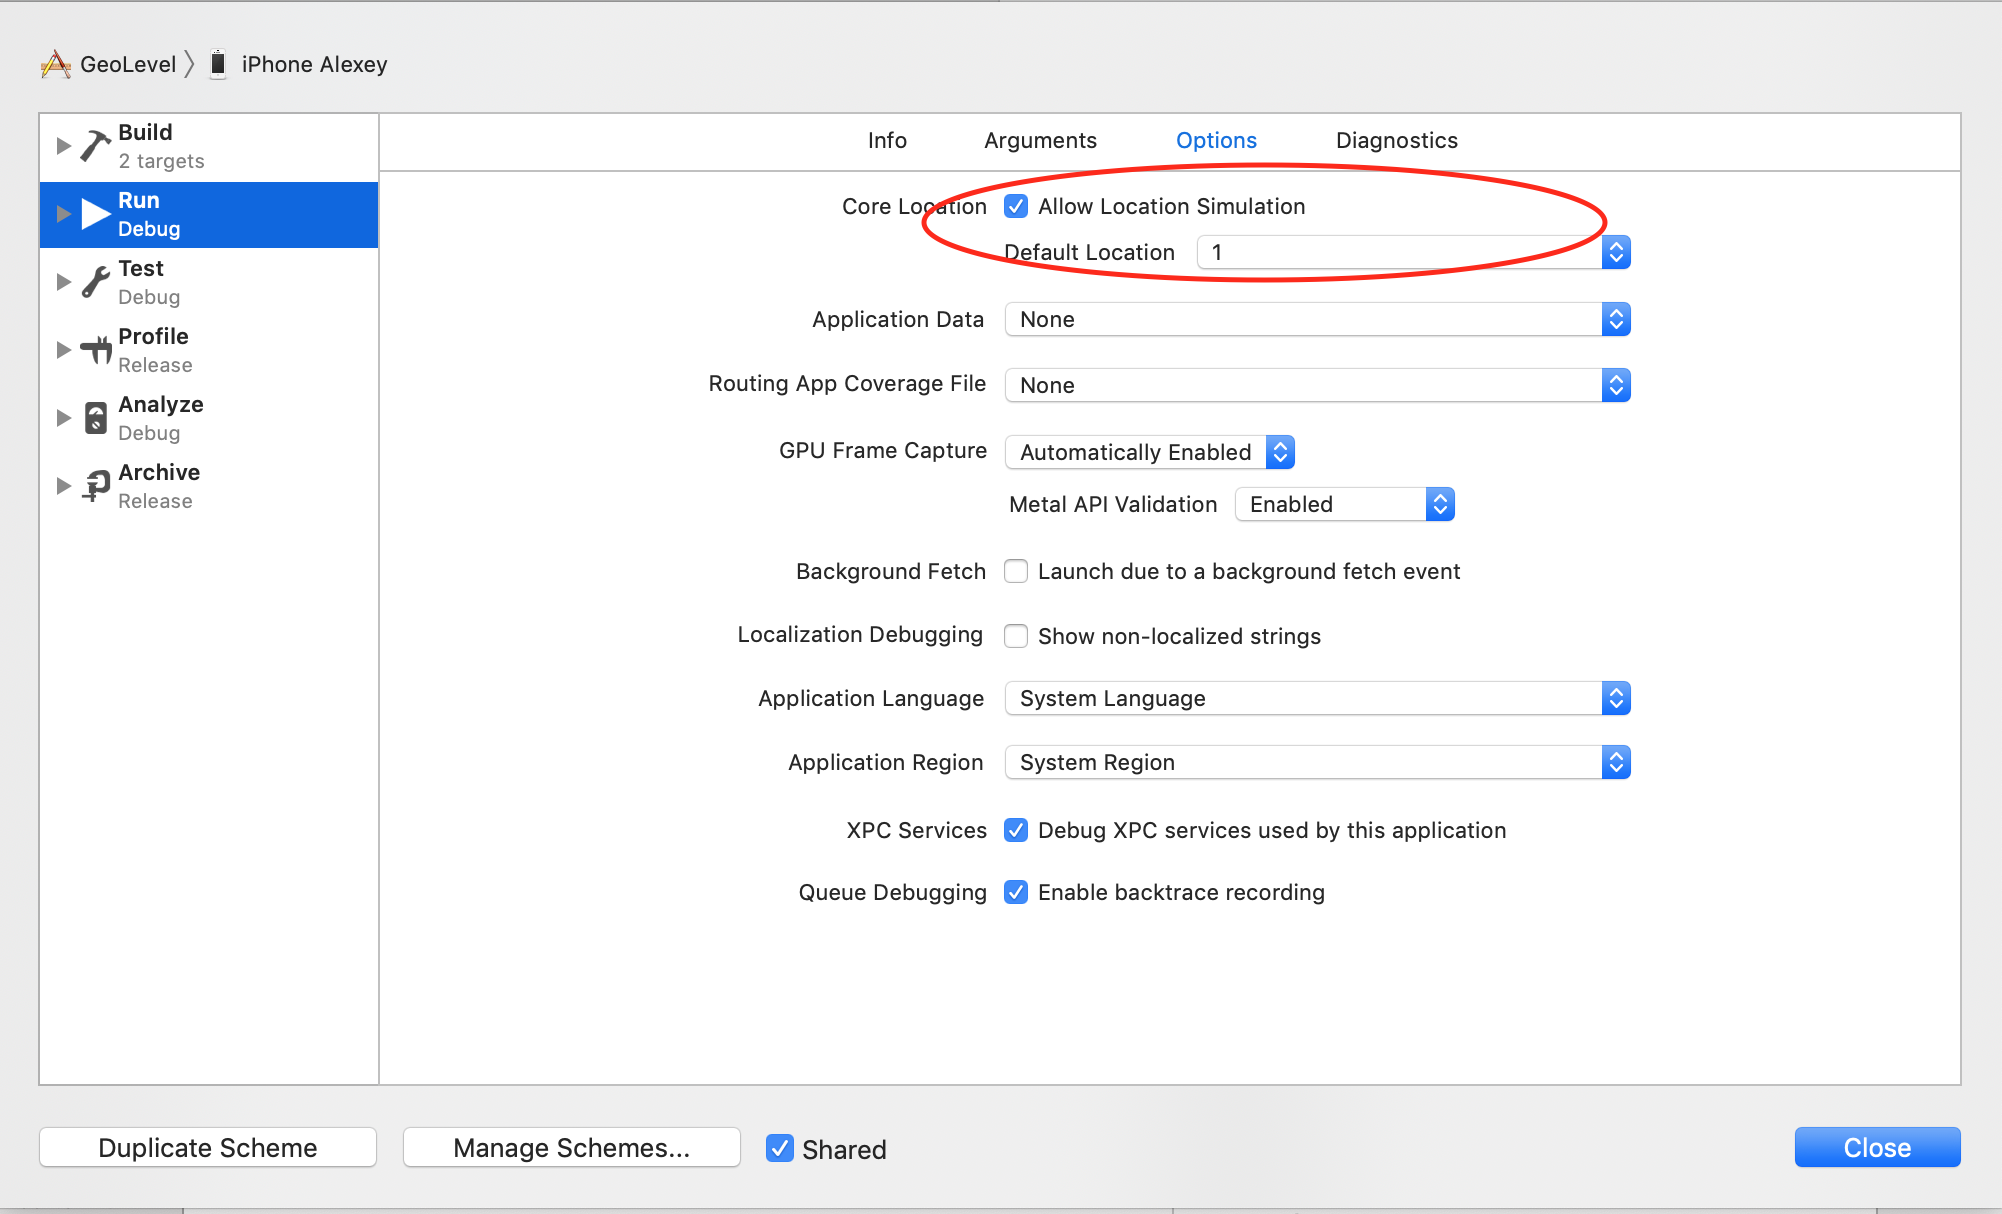 GeoLevel iPhone Alexey
Build
2 targets
Run
Debug
Test
Debug
Profile
Release
Analyze
Debug
Archive
Release
Info Arguments Options Diagnostics
Core Location Allow Location Simulation
Default Location 1
Application Data None
Routing App Coverage File None
GPU Frame Capture Automatically Enabled
Metal API Validation Enabled
Background Fetch Launch due to a background fetch event
Localization Debugging Show non-localized strings
Application Language System Language
Application Region System Region
XPC Services Debug XPC services used by this application
Queue Debugging Enable backtrace recording
Duplicate Scheme Manage Schemes... Shared Close